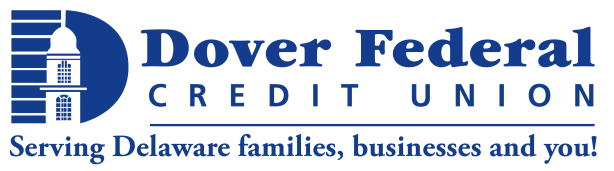 Dover Federal
CREDIT UNION
Serving Delaware families, businesses and you!